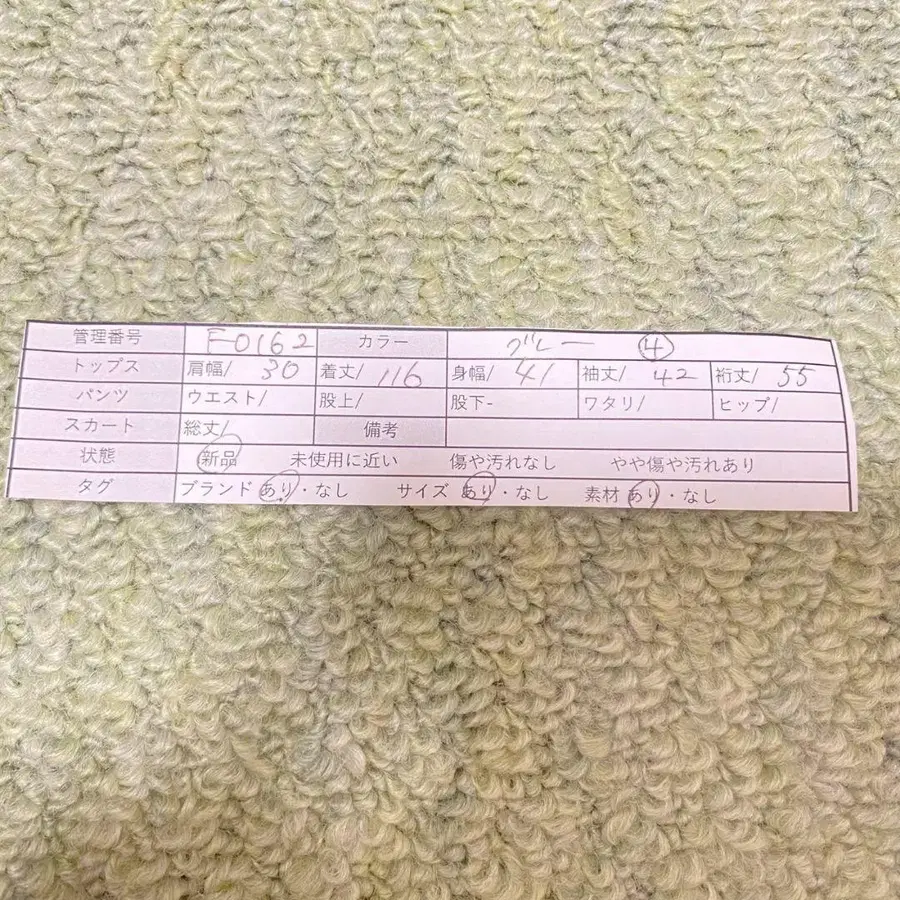 管理番号 F0162 カラー グレー ④
トップス 肩幅/ 30 着丈/ 116 身幅/ 41 袖丈/ 42 裄丈/ 55
パンツ ウエスト/ 股上/ 股下- ワタリ/ ヒップ/
スカート 総丈/ 備考
状態 新品 未使用に近い 傷や汚れなし やや傷や汚れあり
タグ ブランド あり・なし サイズ あり・なし 素材 あり・なし